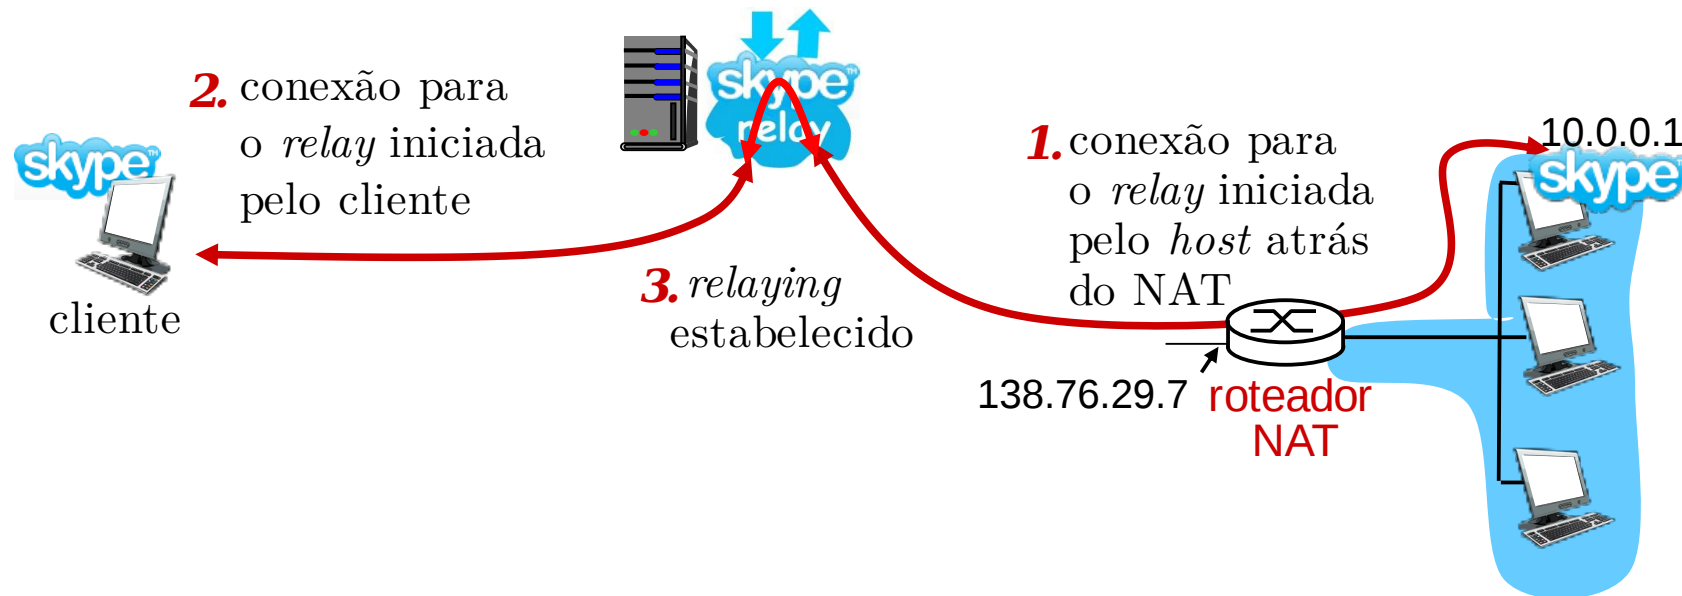 skype
relay
2. conexão para
o relay iniciada
pelo cliente
skype
cliente
3. relaying
estabelecido
1. conexão para
o relay iniciada
pelo host atrás
do NAT
10.0.0.1
skype
138.76.29.7
roteador
NAT